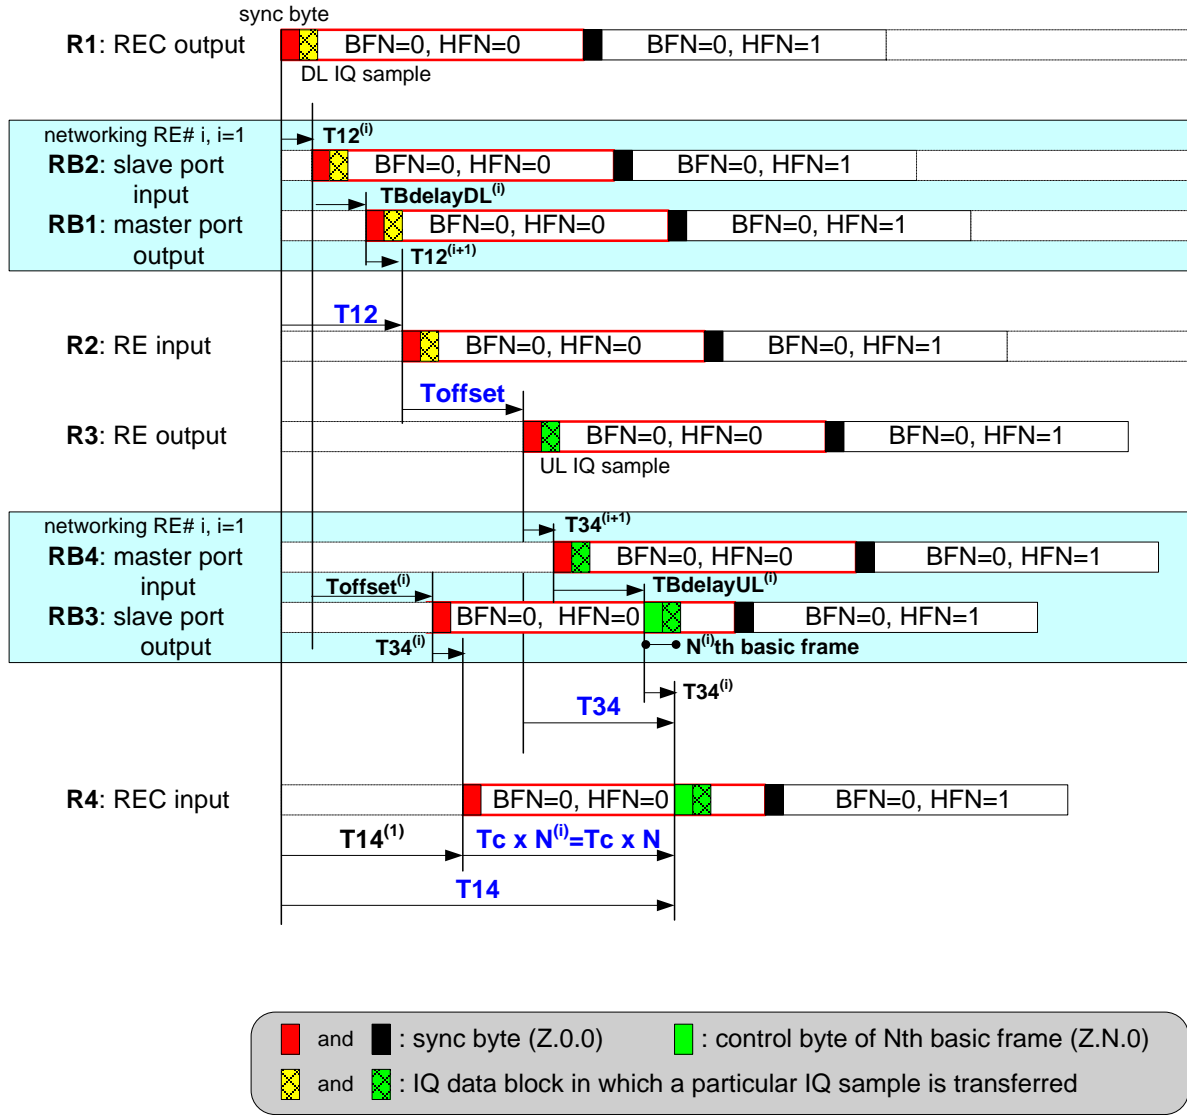 sync byte
R1: REC output
BFN=0, HFN=0
BFN=0, HFN=1
DL IQ sample
networking RE# i, i=1
T12(i)
RB2: slave port
input
BFN=0, HFN=0
BFN=0, HFN=1
TBdelayDL(i)
RB1: master port
output
BFN=0, HFN=0
BFN=0, HFN=1
T12(i+1)
T12
R2: RE input
BFN=0, HFN=0
BFN=0, HFN=1
Toffset
R3: RE output
BFN=0, HFN=0
BFN=0, HFN=1
UL IQ sample
networking RE# i, i=1
T34(i+1)
RB4: master port
input
BFN=0, HFN=0
BFN=0, HFN=1
Toffset(i)
TBdelayUL(i)
RB3: slave port
output
BFN=0, HFN=0
BFN=0, HFN=1
T34(i)
N(i)th basic frame
T34(i)
T34
R4: REC input
BFN=0, HFN=0
BFN=0, HFN=1
T14(1)
Tc x N(i)=Tc x N
T14
and : sync byte (Z.0.0)
: control byte of Nth basic frame (Z.N.0)
and : IQ data block in which a particular IQ sample is transferred